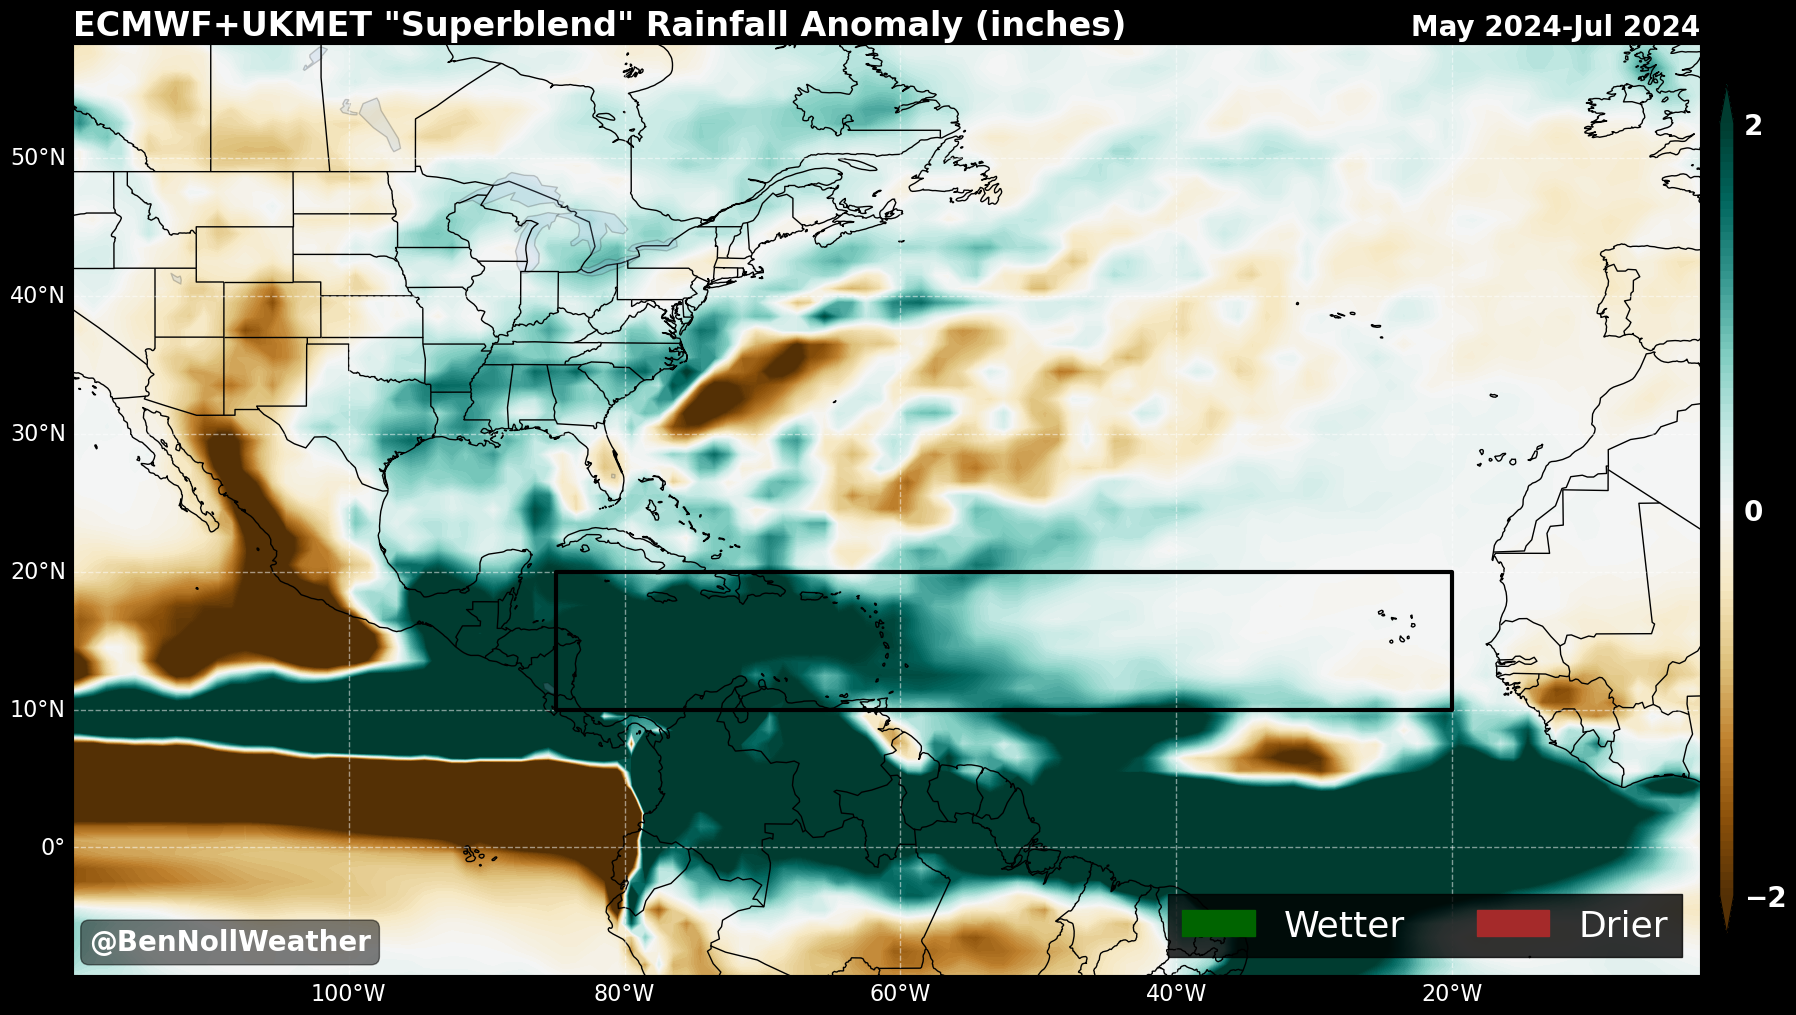 ECMWF+UKMET "Superblend" Rainfall Anomaly (inches)
May 2024-Jul 2024
2
50°N
40°N
0
30°N
20°N
10°N
0°
−2
@BenNollWeather
Wetter
Drier
100°W
80°W
60°W
40°W
20°W